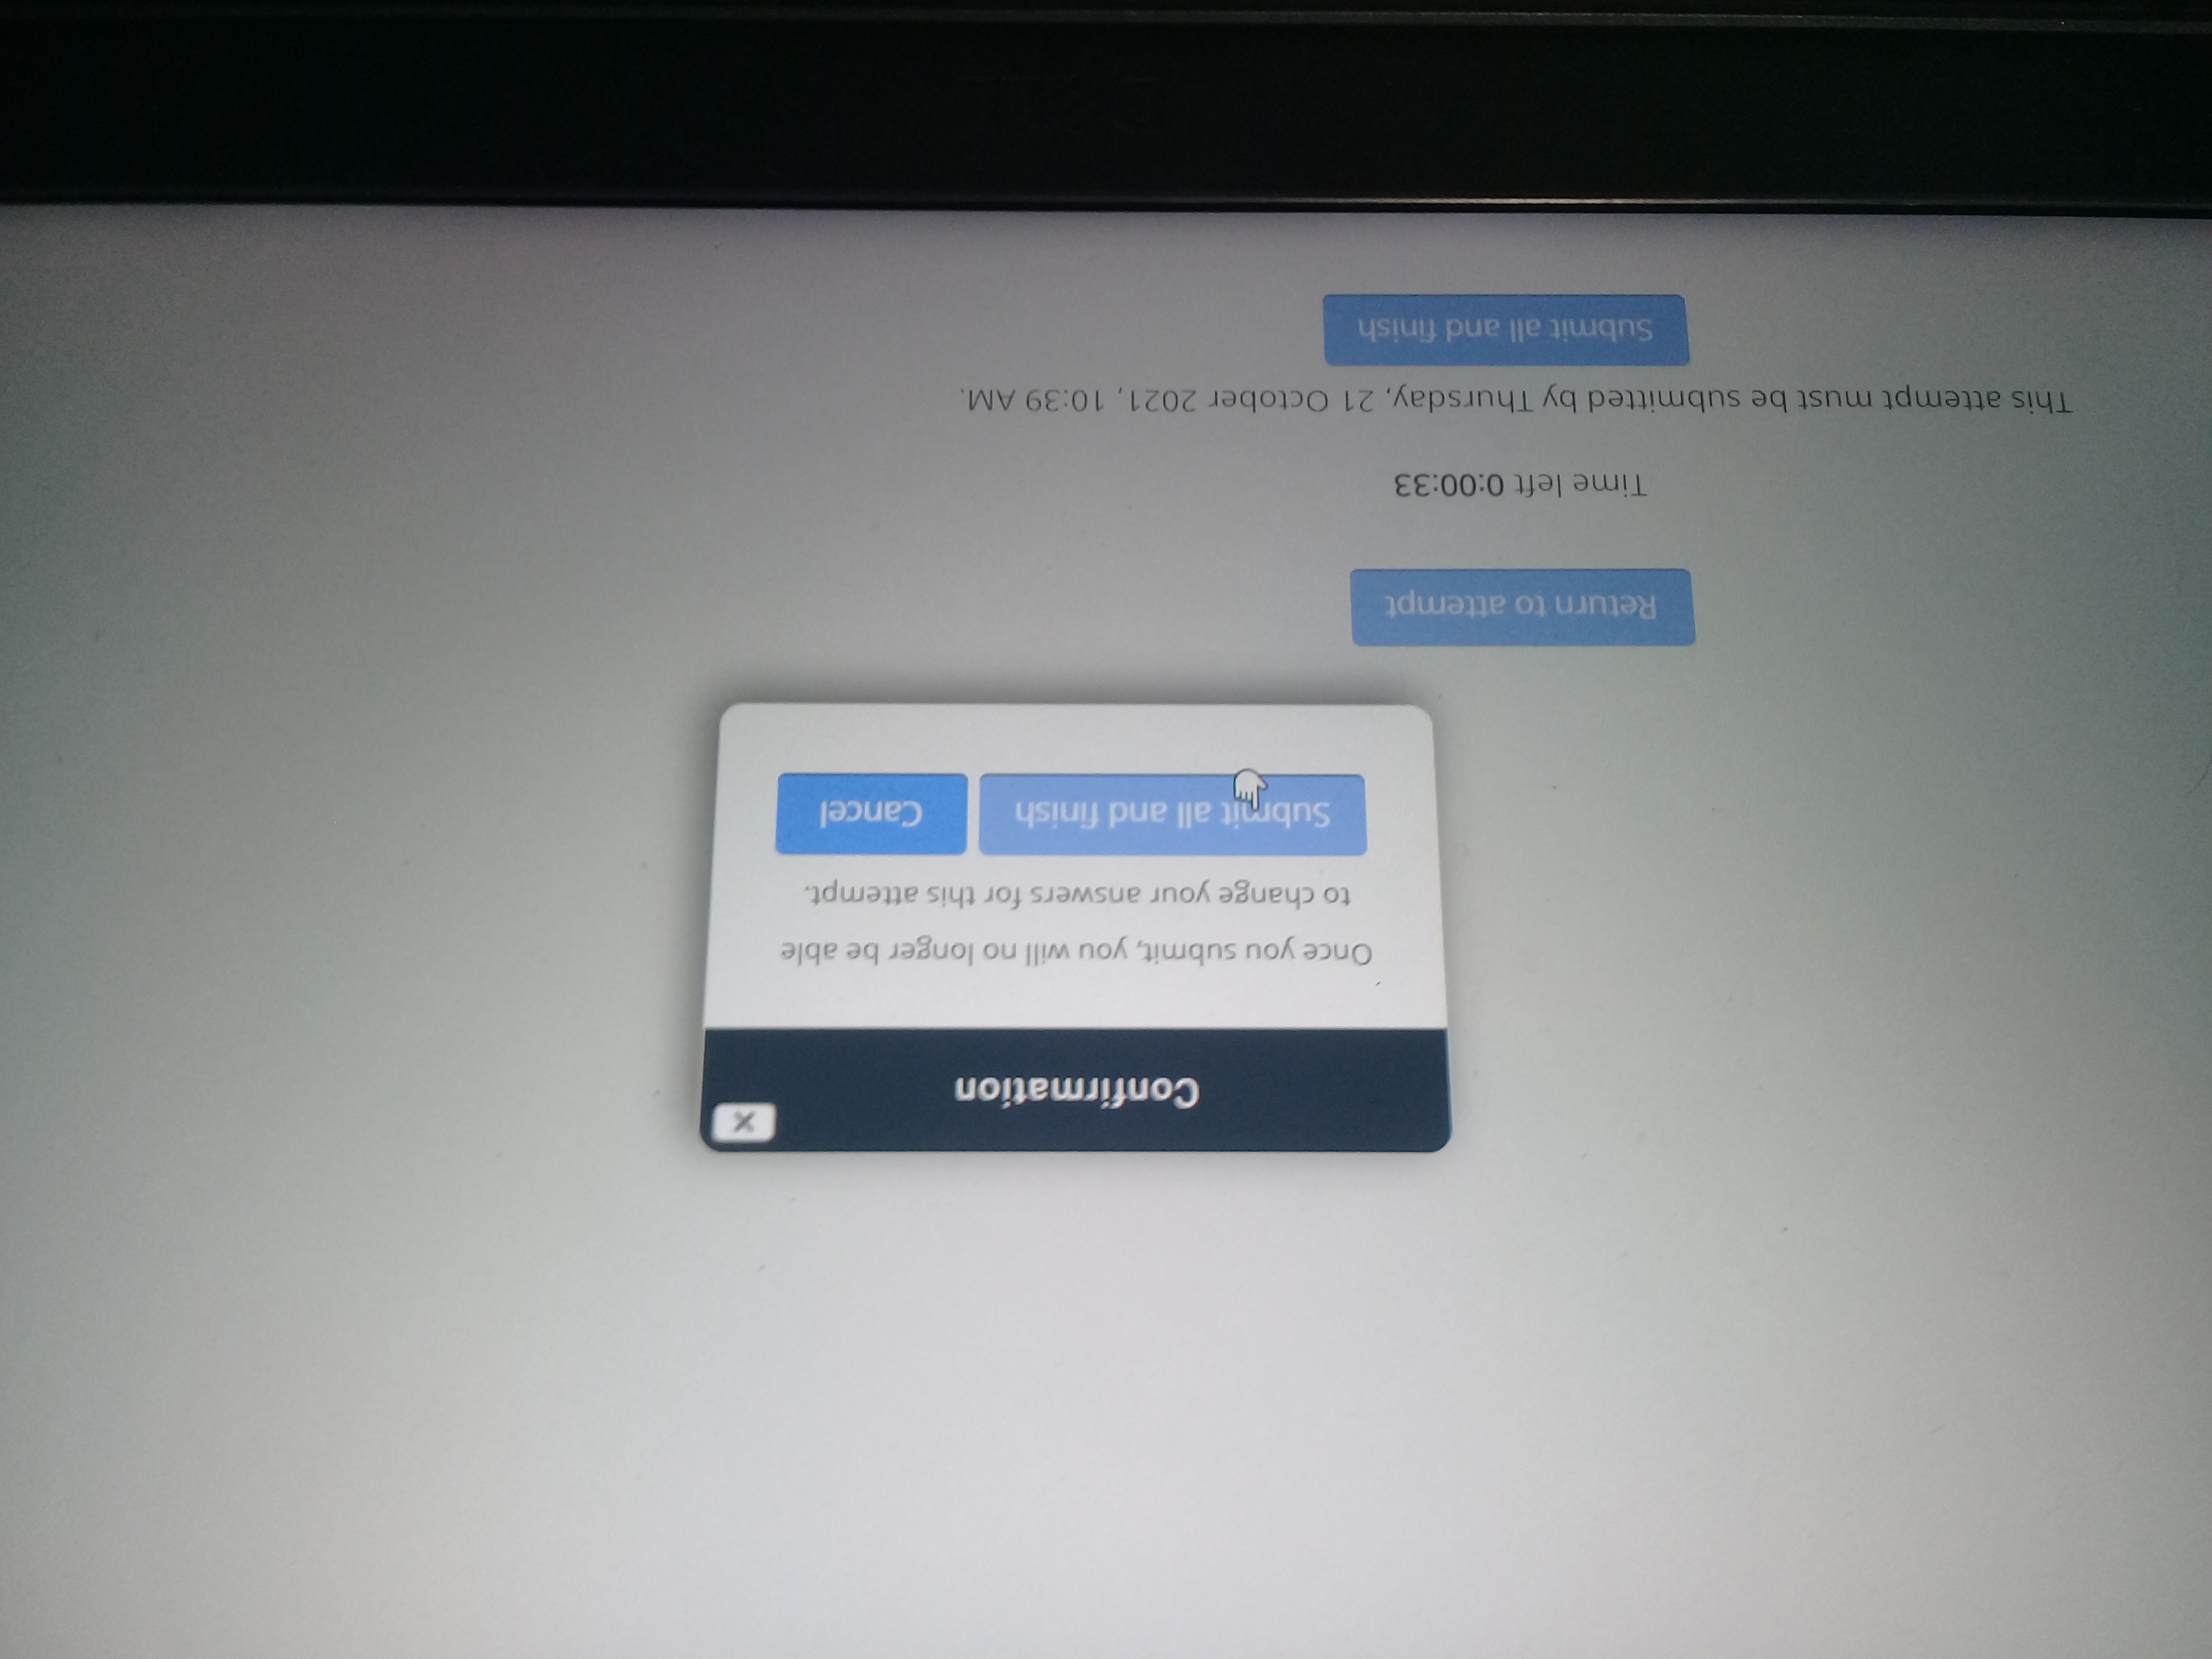 Confirmation
Once you submit, you will no longer be able
to change your answers for this attempt.
Submit all and finish
Cancel
Return to attempt
Time left 0:00:33
This attempt must be submitted by Thursday, 21 October 2021, 10:39 AM.
Submit all and finish